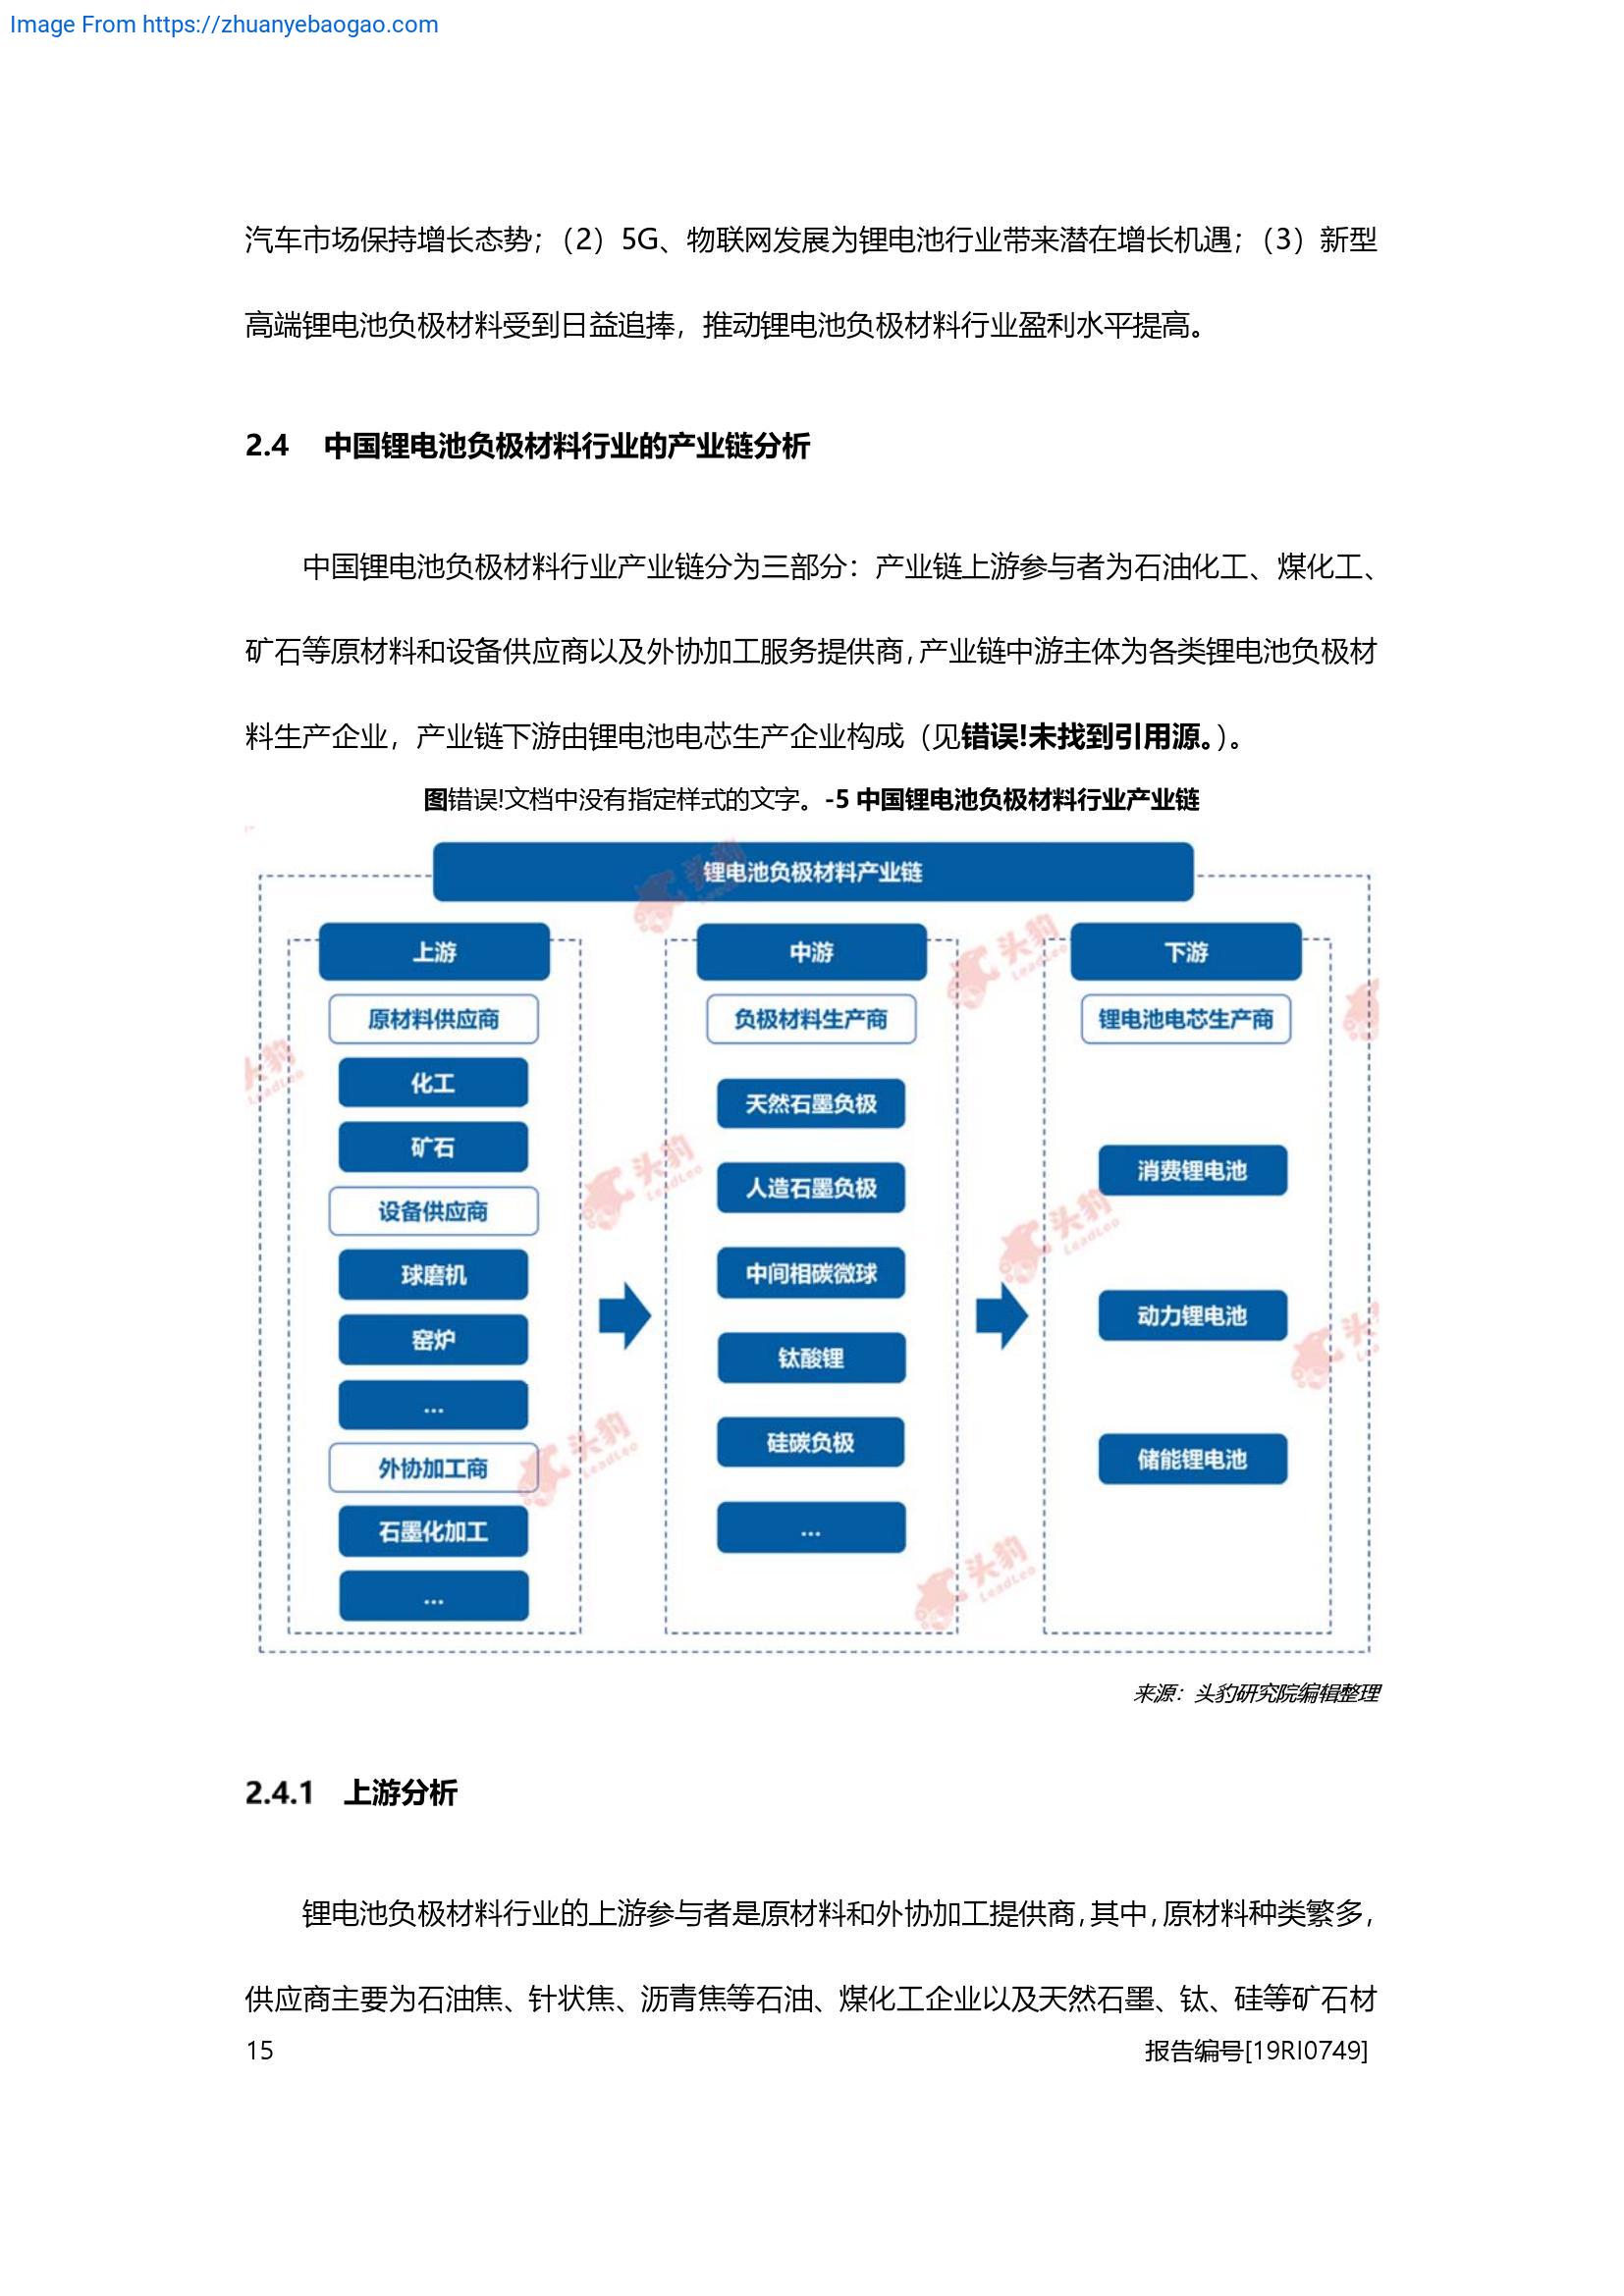 Image From https://zhuanyebaogao.com
汽车市场保持增长态势；（2）5G、物联网发展为锂电池行业带来潜在增长机遇；（3）新型
高端锂电池负极材料受到日益追捧，推动锂电池负极材料行业盈利水平提高。
2.4 中国锂电池负极材料行业的产业链分析
中国锂电池负极材料行业产业链分为三部分：产业链上游参与者为石油化工、煤化工、
矿石等原材料和设备供应商以及外协加工服务提供商，产业链中游主体为各类锂电池负极材
料生产企业，产业链下游由锂电池电芯生产企业构成（见错误!未找到引用源。）。
图错误!文档中没有指定样式的文字。-5 中国锂电池负极材料行业产业链
锂电池负极材料产业链
上游
原材料供应商
化工
矿石
设备供应商
球磨机
窑炉
...
外协加工商
石墨化加工
...
中游
负极材料生产商
天然石墨负极
人造石墨负极
中间相碳微球
钛酸锂
硅碳负极
...
下游
锂电池电芯生产商
消费锂电池
动力锂电池
储能锂电池
头豹
LeadLeo
头豹
LeadLeo
头豹
LeadLeo
头豹
LeadLeo
头豹
LeadLeo
头豹
LeadLeo
来源：头豹研究院编辑整理
2.4.1 上游分析
锂电池负极材料行业的上游参与者是原材料和外协加工提供商，其中，原材料种类繁多，
供应商主要为石油焦、针状焦、沥青焦等石油、煤化工企业以及天然石墨、钛、硅等矿石材
15
报告编号[19RI0749]